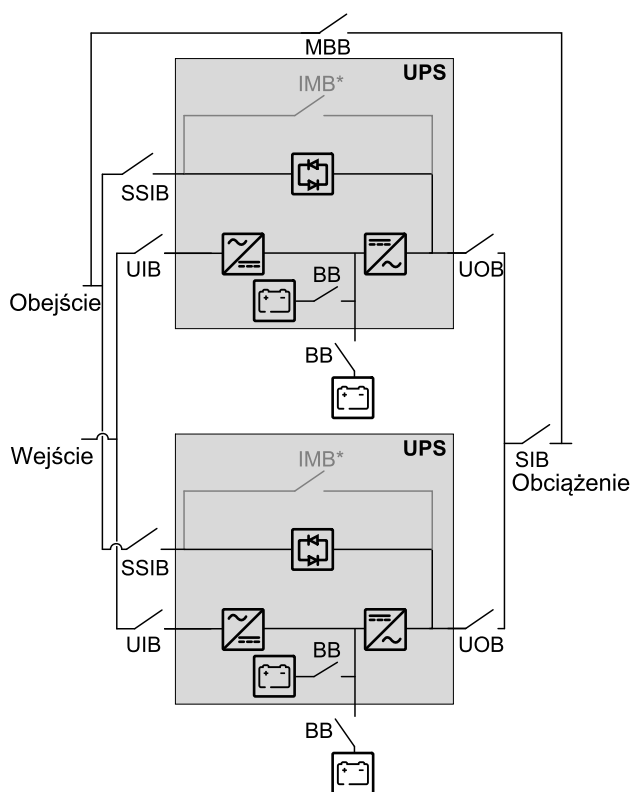 MBB
UPS
IMB*
SSIB
UIB
BB
UOB
Obejście
BB
Wejście
UPS
IMB*
SIB
Obciążenie
SSIB
UIB
BB
UOB
BB